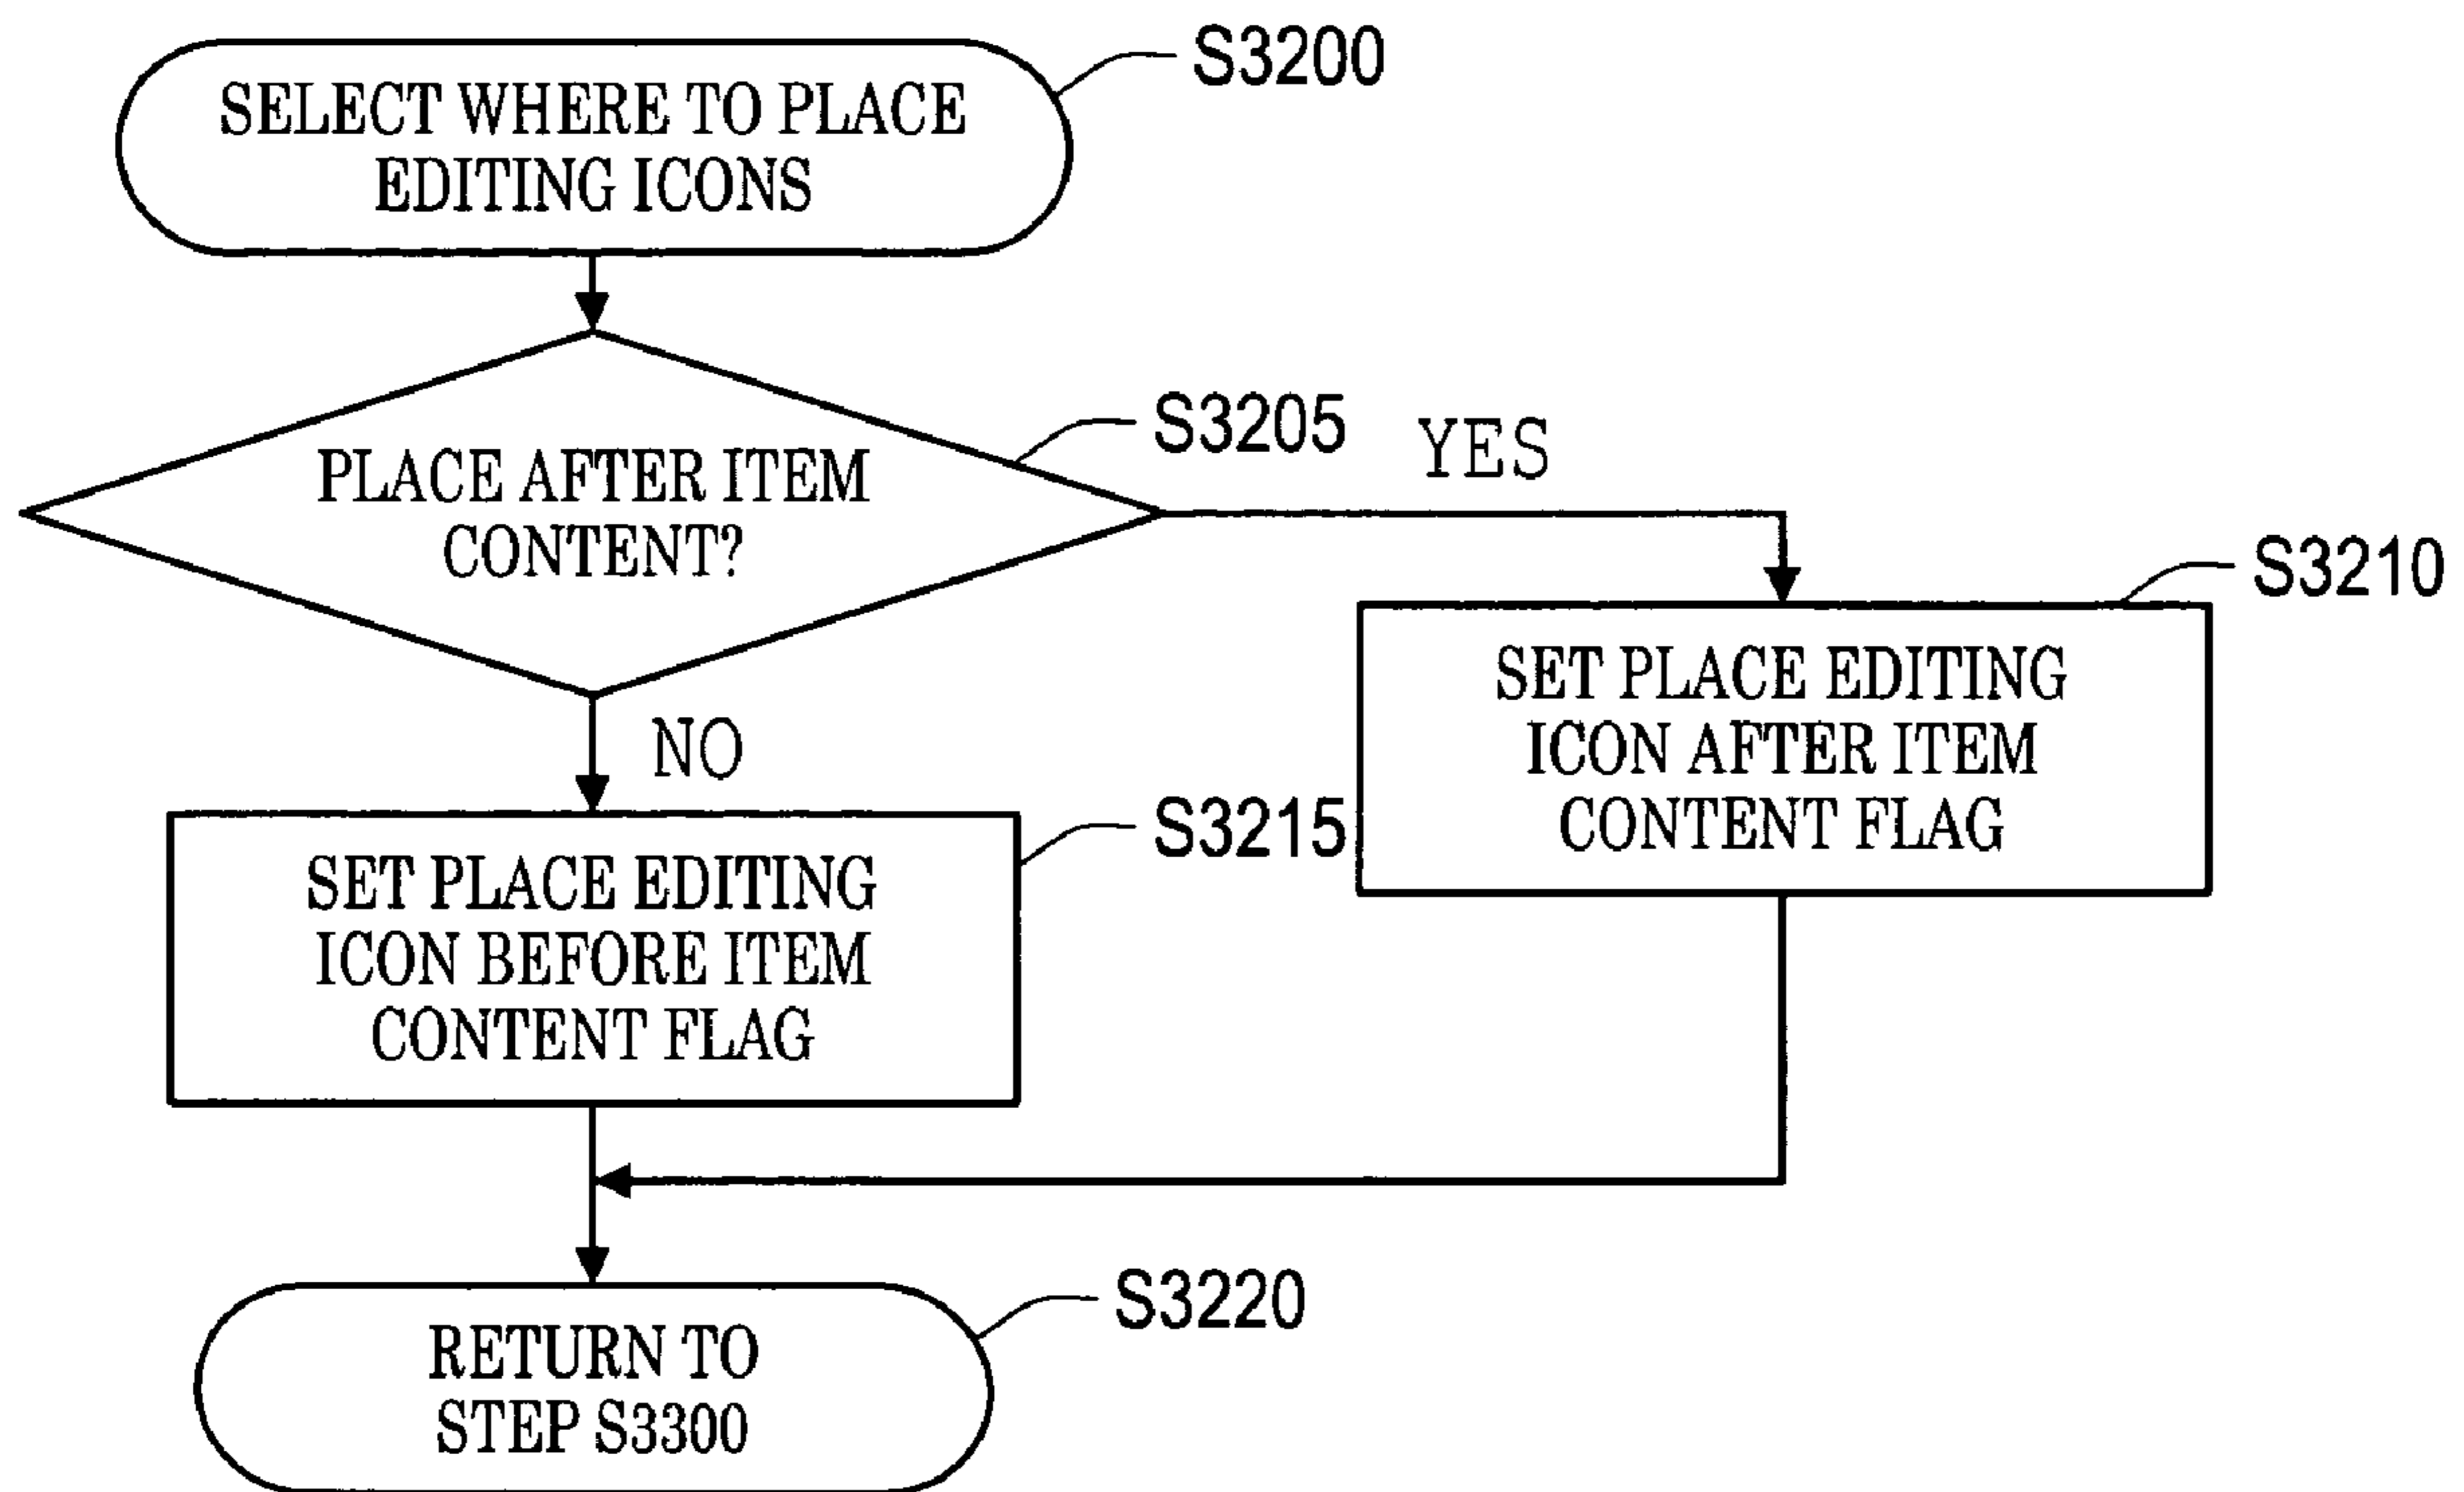 S3200
SELECT WHERE TO PLACE
EDITING ICONS
S3205
YES
PLACE AFTER ITEM
CONTENT?
S3210
SET PLACE EDITING
ICON AFTER ITEM
CONTENT FLAG
NO
S3215
SET PLACE EDITING
ICON BEFORE ITEM
CONTENT FLAG
S3220
RETURN TO
STEP S3300